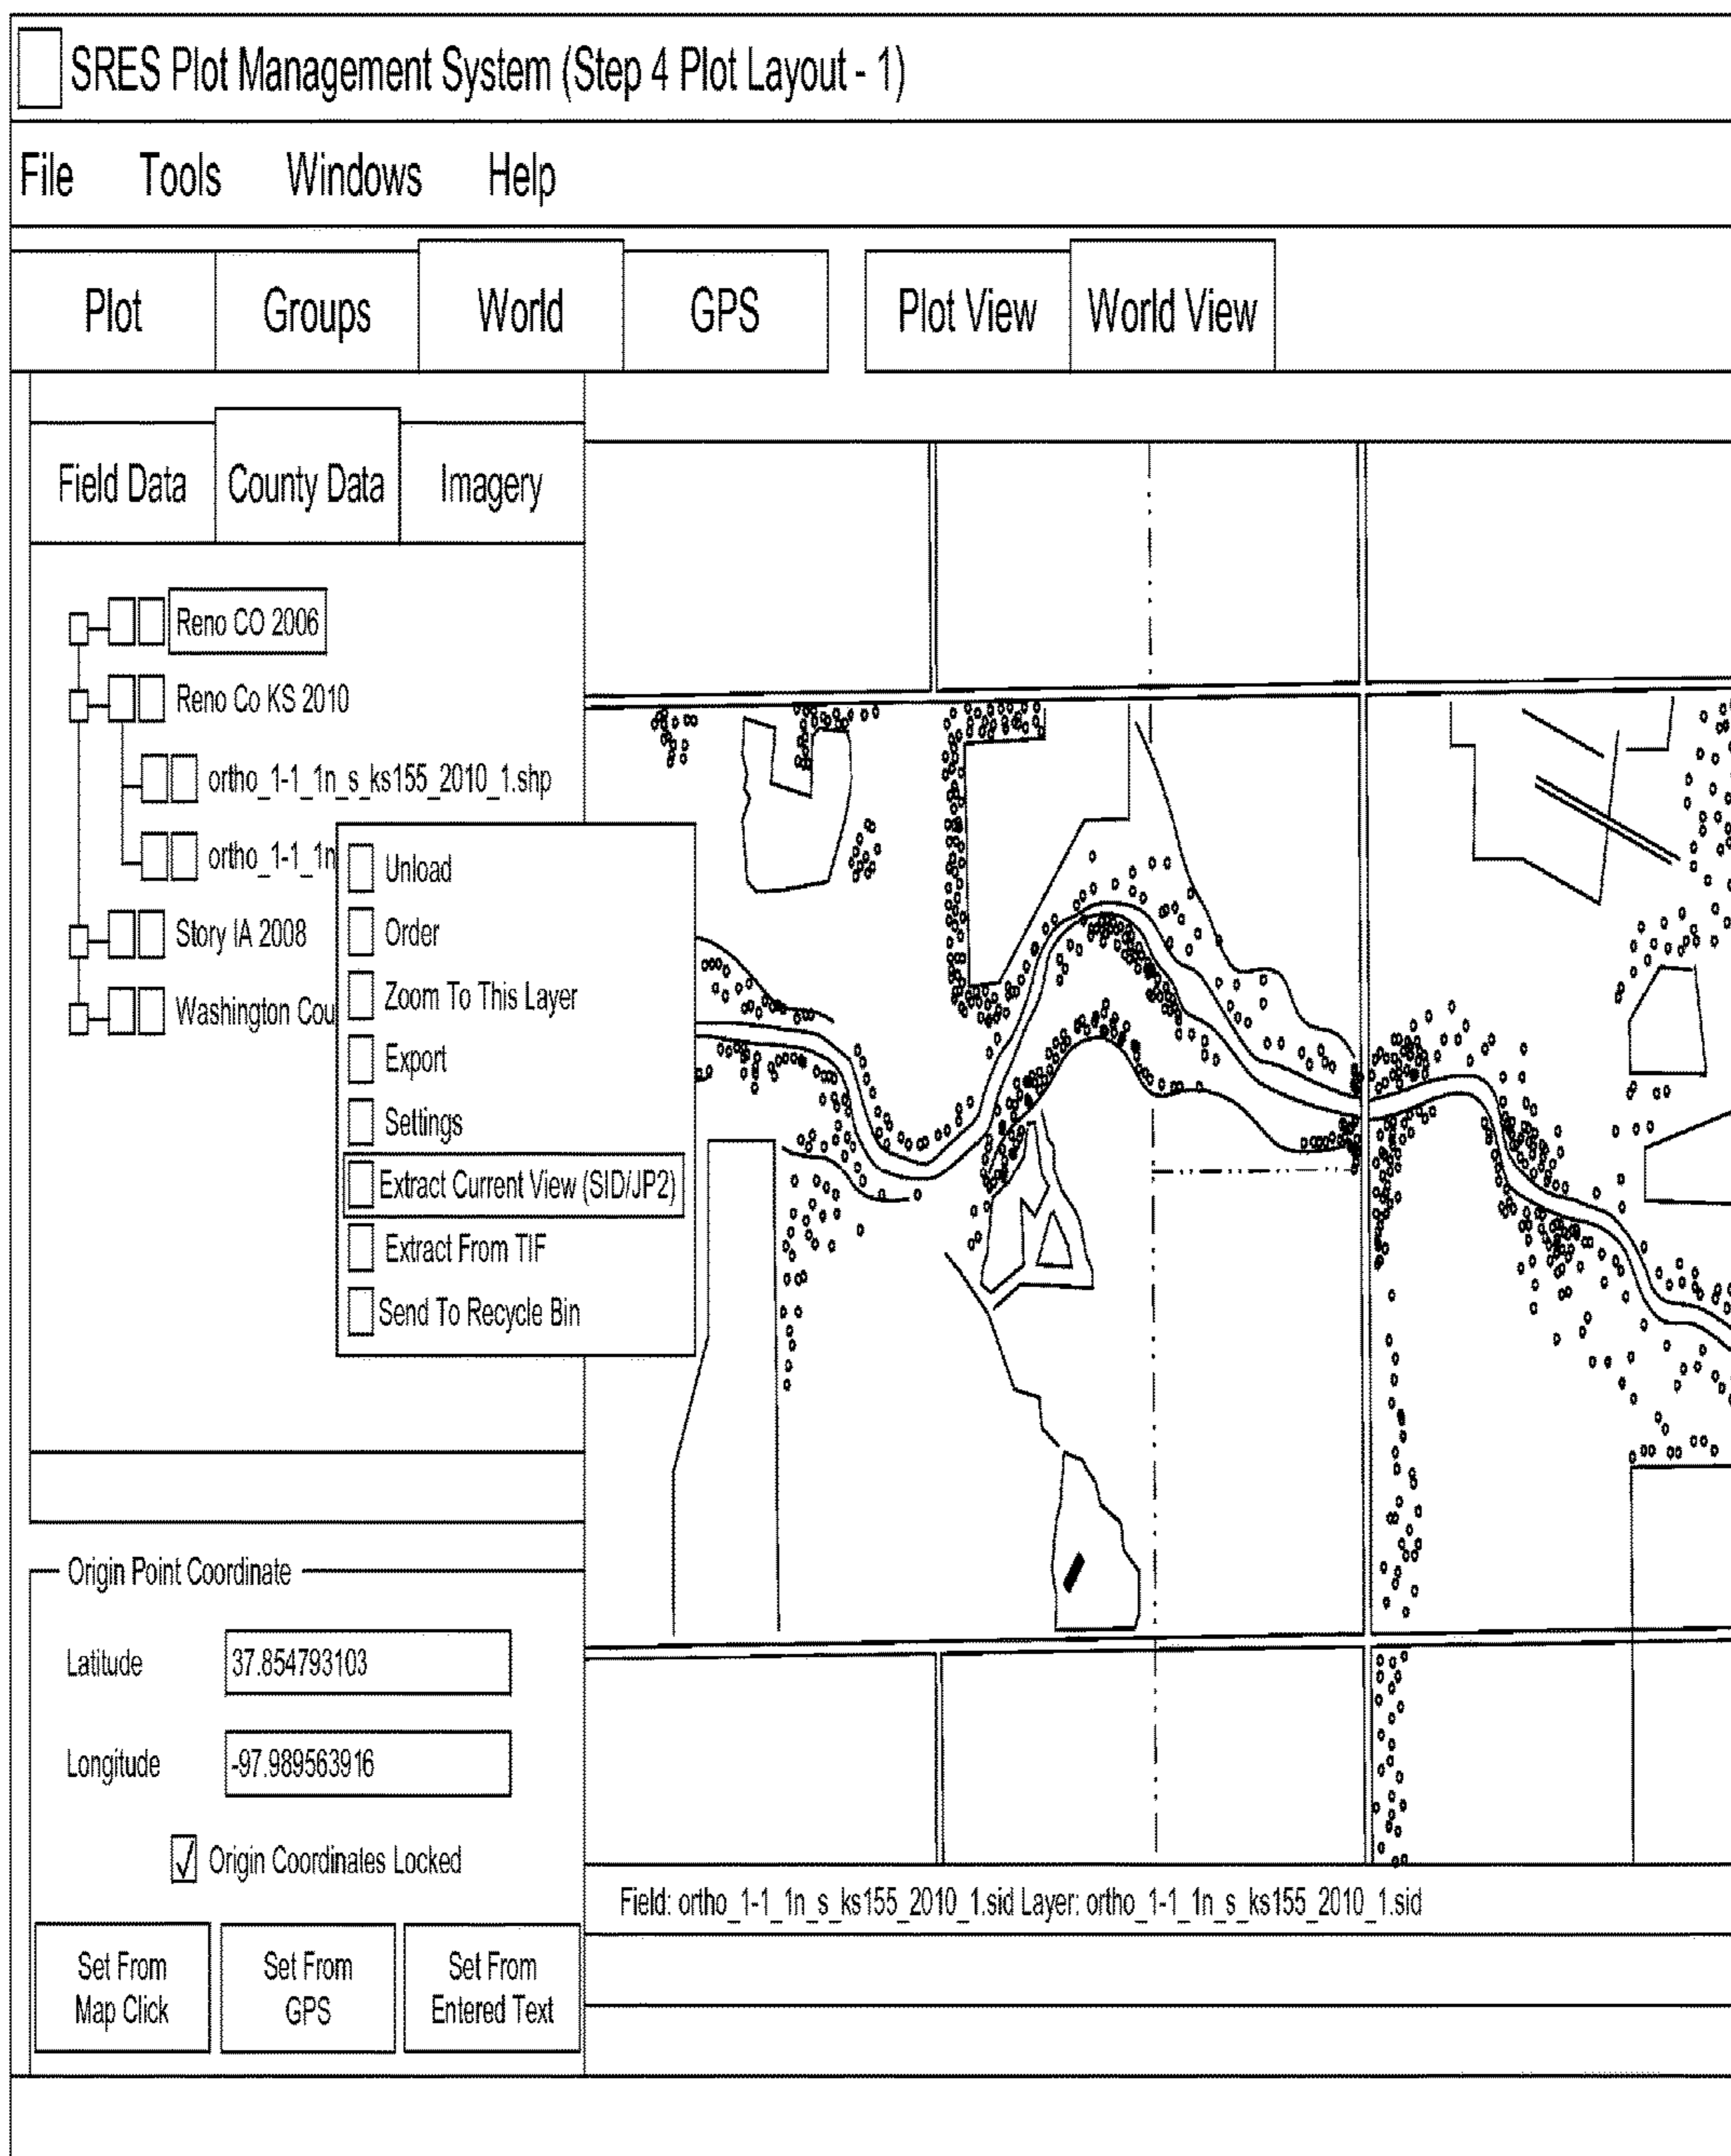 SRES Plot Management System (Step 4 Plot Layout - 1)
File Tools Windows Help
Plot Groups World GPS Plot View World View
Field Data County Data Imagery
Reno CO 2006
Reno Co KS 2010
ortho_1-1_1n_s_ks155_2010_1.shp
ortho_1-1_1n
Story IA 2008
Washington Cou
Unload
Order
Zoom To This Layer
Export
Settings
Extract Current View (SID/JP2)
Extract From TIF
Send To Recycle Bin
Origin Point Coordinate
Latitude 37.854793103
Longitude -97.989563916
Origin Coordinates Locked
Set From Map Click
Set From GPS
Set From Entered Text
Field: ortho_1-1_1n_s_ks155_2010_1.sid Layer: ortho_1-1_1n_s_ks155_2010_1.sid